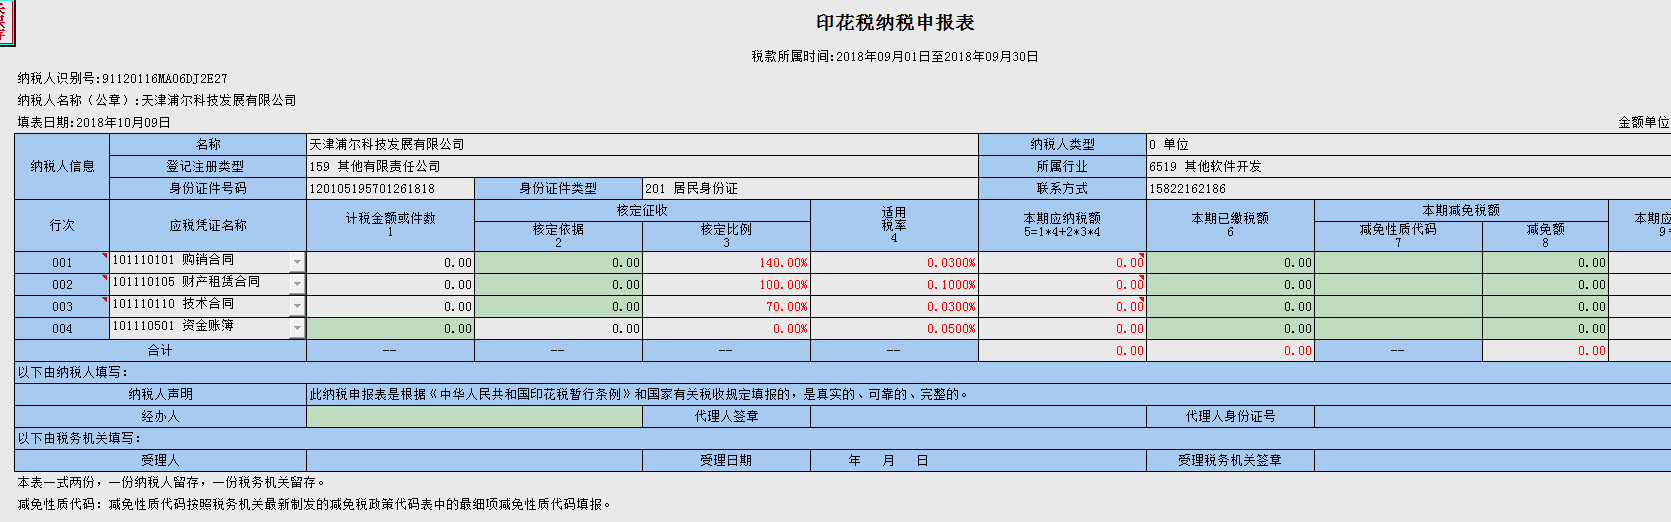 印花税纳税申报表
税款所属时间:2018年09月01日至2018年09月30日
纳税人识别号:91120116MA06DJ2E27
纳税人名称（公章）:天津浦尔科技发展有限公司
填表日期:2018年10月09日 金额单位
纳税人信息 名称 天津浦尔科技发展有限公司 纳税人类型 0 单位
登记注册类型 159 其他有限责任公司 所属行业 6519 其他软件开发
身份证件号码 120105195701261818 身份证件类型 201 居民身份证 联系方式 15822162186
行次 应税凭证名称 计税金额或件数 核定征收 适用 本期应纳税额 本期已缴税额 本期减免税额 本期应
1 核定依据 核定比例 税率 5=1*4+2*3*4 6 减免性质代码 减免额 9
2 3 4 7 8
001 101110101 购销合同 0.00 0.00 140.00% 0.0300% 0.00 0.00 0.00
002 101110105 财产租赁合同 0.00 0.00 100.00% 0.1000% 0.00 0.00 0.00
003 101110110 技术合同 0.00 0.00 70.00% 0.0300% 0.00 0.00 0.00
004 101110501 资金账簿 0.00 0.00 0.00% 0.0500% 0.00 0.00 0.00
合计 -- -- -- -- 0.00 0.00 -- 0.00
以下由纳税人填写:
纳税人声明 此纳税申报表是根据《中华人民共和国印花税暂行条例》和国家有关税收规定填报的，是真实的、可靠的、完整的。
经办人 代理人签章 代理人身份证号
以下由税务机关填写:
受理人 受理日期 年 月 日 受理税务机关签章
本表一式两份，一份纳税人留存，一份税务机关留存。
减免性质代码：减免性质代码按照税务机关最新制发的减免税政策代码表中的最细项减免性质代码填报。